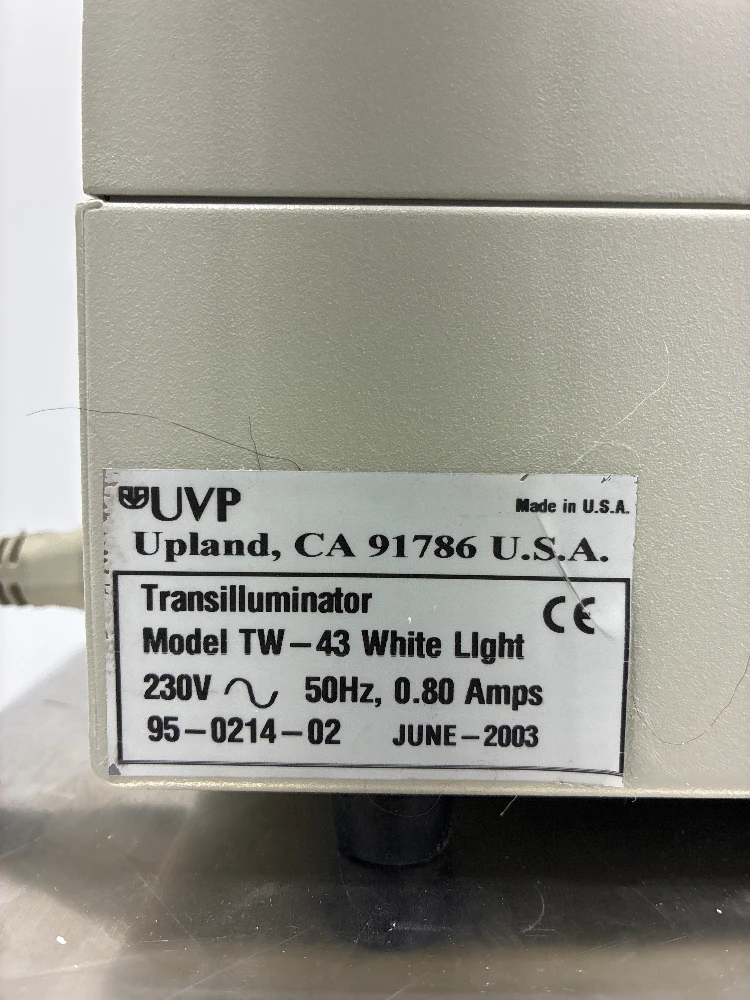 UVP
Made in U.S.A.
Upland, CA 91786 U.S.A.
Transilluminator
CE
Model TW-43 White LIght
230V ∿ 50Hz, 0.80 Amps
95-0214-02 JUNE-2003